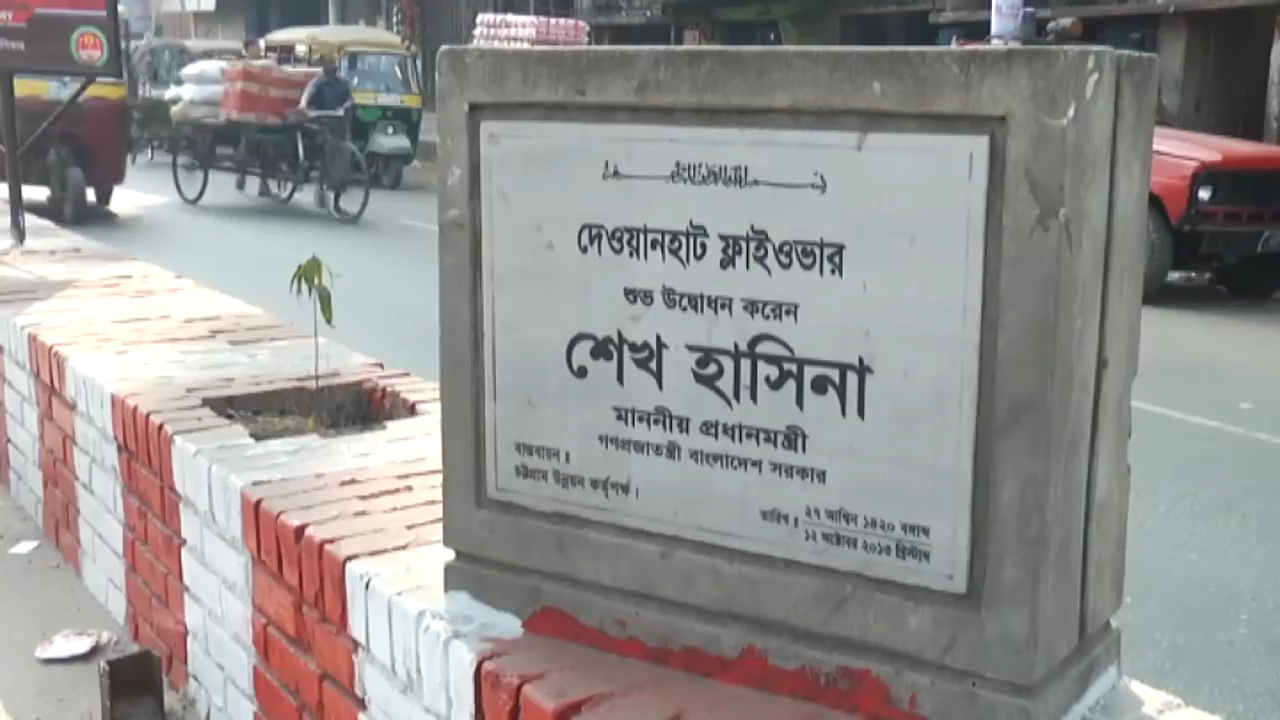 দেওয়ানহাট ফ্লাইওভার
শুভ উদ্বোধন করেন
শেখ হাসিনা
মাননীয় প্রধানমন্ত্রী
গণপ্রজাতন্ত্রী বাংলাদেশ সরকার
বাস্তবায়ন ঃ
চট্টগ্রাম উন্নয়ন কর্তৃপক্ষ।
তারিখ ঃ ২৭ আশ্বিন ১৪২০ বঙ্গাব্দ
১২ অক্টোবর ২০১৩ খ্রিস্টাব্দ